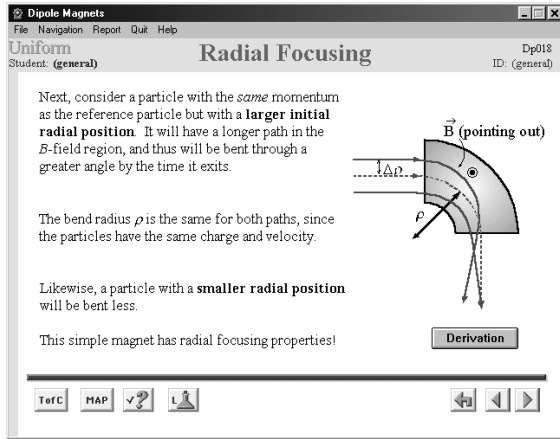 Dipole Magnets
File Navigation Report Quit Help
Uniform
Student: (general)
Radial Focusing
Dp018
ID: (general)
Next, consider a particle with the same momentum
as the reference particle but with a larger initial
radial position. It will have a longer path in the
B-field region, and thus will be bent through a
greater angle by the time it exits.
The bend radius ρ is the same for both paths, since
the particles have the same charge and velocity.
Likewise, a particle with a smaller radial position
will be bent less.
This simple magnet has radial focusing properties!
B⃗ (pointing out)
Δρ
ρ
Derivation
TofC
MAP
✓?
L